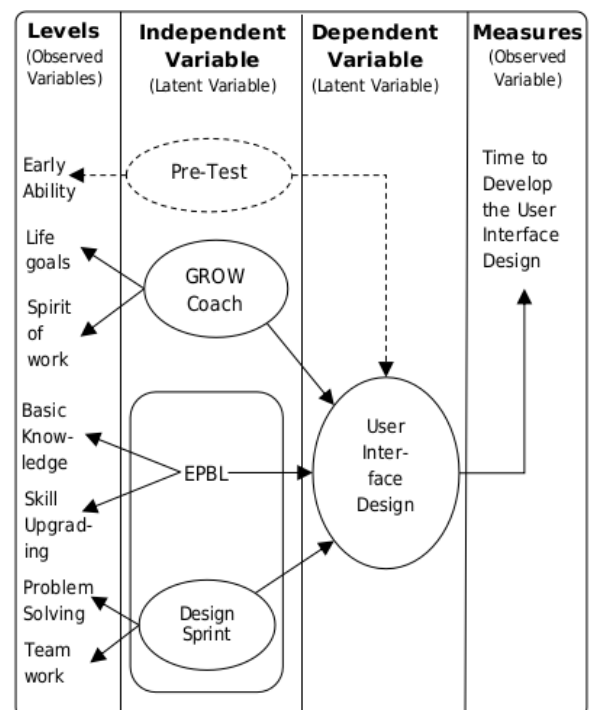 Levels
(Observed
Variables)
Independent
Variable
(Latent Variable)
Dependent
Variable
(Latent Variable)
Measures
(Observed
Variable)
Early
Ability
Pre-Test
Time to
Develop
the User
Interface
Design
Life
goals
Spirit
of
work
GROW
Coach
Basic
Know-
ledge
Skill
Upgrad-
ing
EPBL
User
Inter-
face
Design
Problem
Solving
Team
work
Design
Sprint